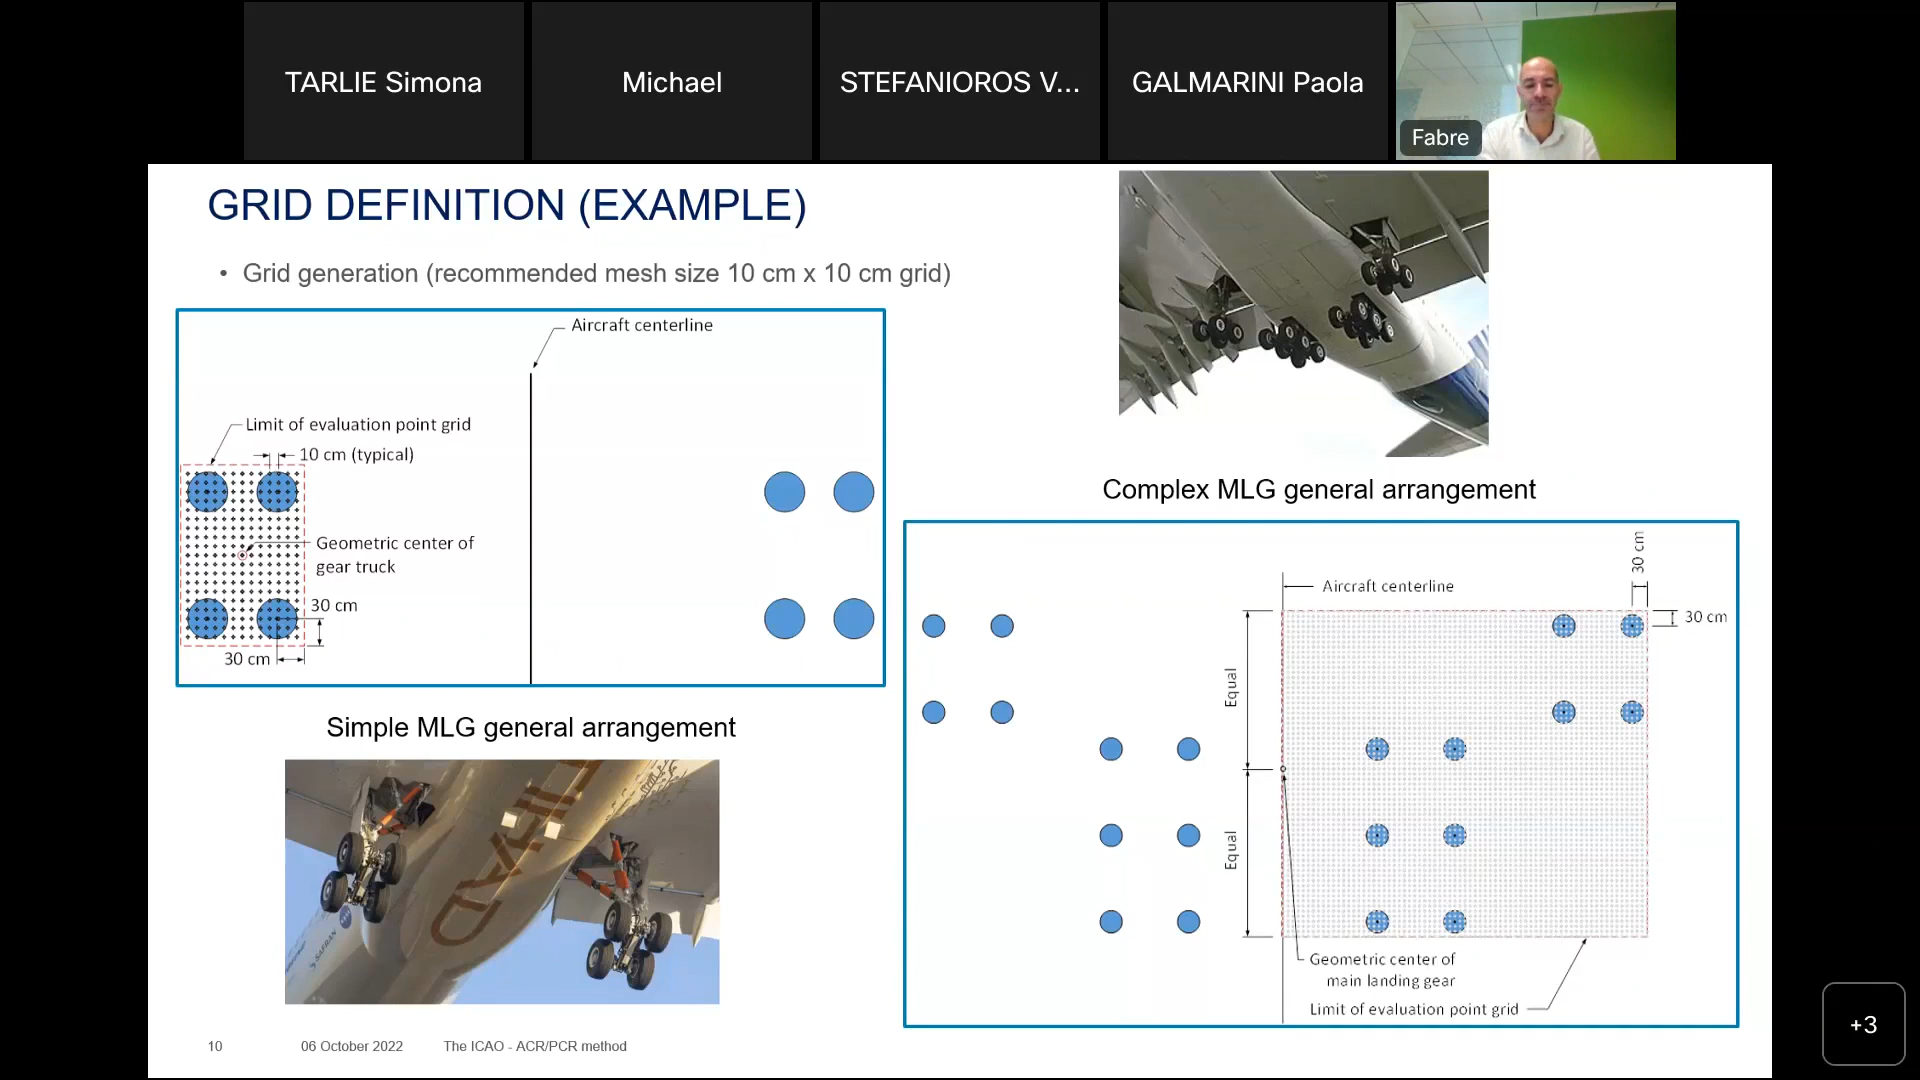 TARLIE Simona
Michael
STEFANIOROS V...
GALMARINI Paola
Fabre
GRID DEFINITION (EXAMPLE)
• Grid generation (recommended mesh size 10 cm x 10 cm grid)
Aircraft centerline
Limit of evaluation point grid
10 cm (typical)
Geometric center of
gear truck
30 cm
30 cm
Simple MLG general arrangement
SAFRAN
Complex MLG general arrangement
30 cm
Aircraft centerline
30 cm
Equal
Equal
Geometric center of
main landing gear
Limit of evaluation point grid
10
06 October 2022
The ICAO - ACR/PCR method
+3